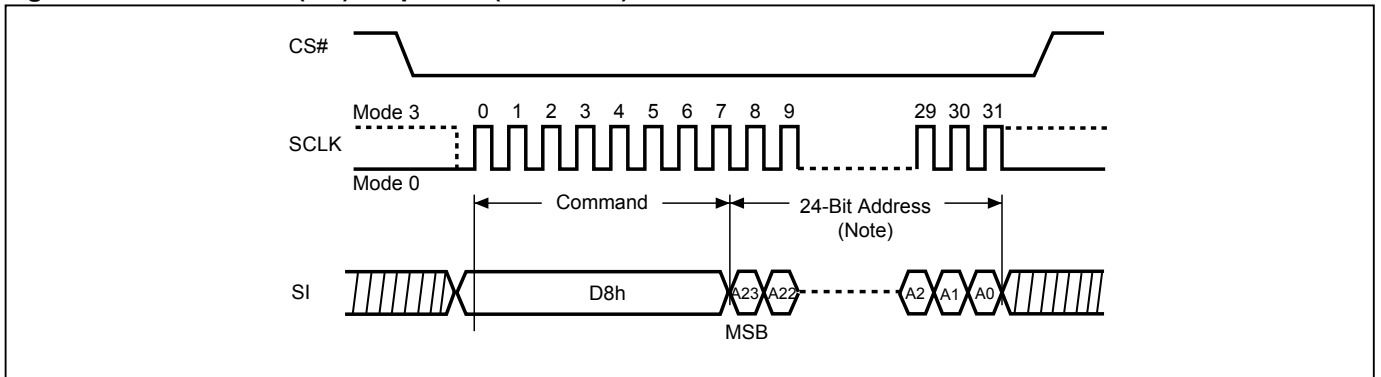 CS#
Mode 3
0 1 2 3 4 5 6 7 8 9 29 30 31
SCLK
Mode 0
Command
24-Bit Address
(Note)
SI
D8h
A23 A22
A2 A1 A0
MSB